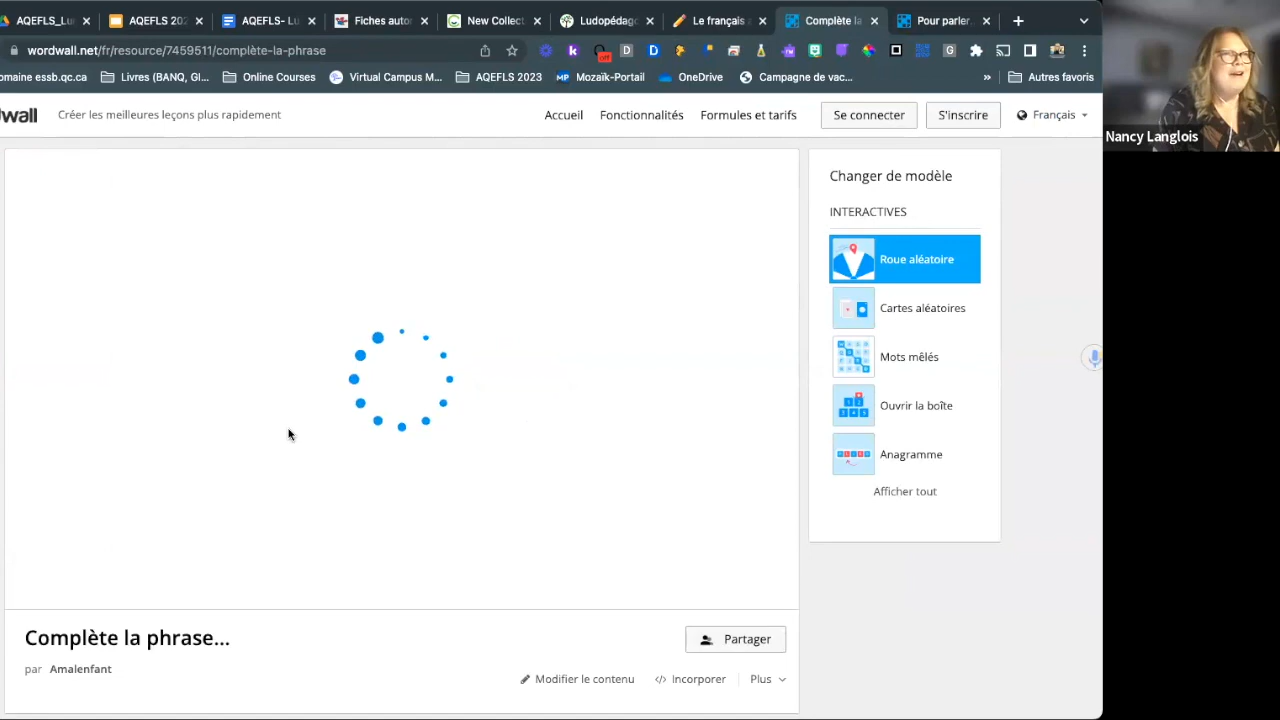 AQEFLS_Lu
AQEFLS 202
AQEFLS- Lu
Fiches autor
New Collect
Ludopédago
Le français a
Complète la
Pour parler
wordwall.net/fr/resource/7459511/complète-la-phrase
off
omaine essb.qc.ca
Livres (BANQ, GI...
Online Courses
Virtual Campus M...
AQEFLS 2023
MP Mozaïk-Portail
OneDrive
Campagne de vac...
»
Autres favoris
wall
Créer les meilleures leçons plus rapidement
Accueil
Fonctionnalités
Formules et tarifs
Se connecter
S'inscrire
Français
Nancy Langlois
Changer de modèle
INTERACTIVES
Roue aléatoire
Cartes aléatoires
Mots mêlés
Ouvrir la boîte
Anagramme
Afficher tout
Complète la phrase...
Partager
par Amalenfant
Modifier le contenu
Incorporer
Plus